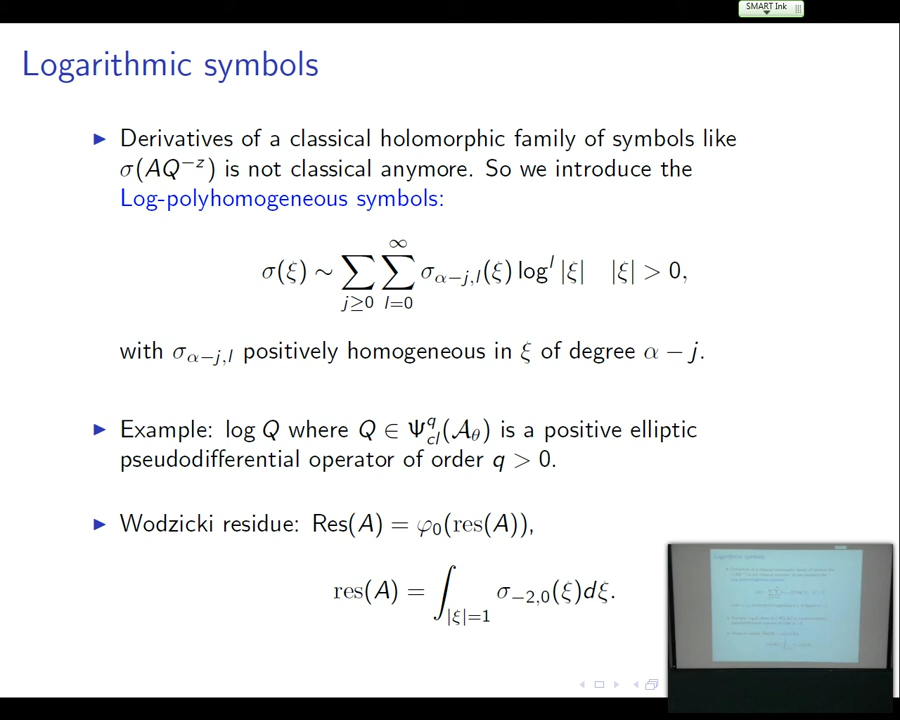 SMART Ink
Logarithmic symbols
▶ Derivatives of a classical holomorphic family of symbols like
σ(AQ⁻ᶻ) is not classical anymore. So we introduce the
Log-polyhomogeneous symbols:
σ(ξ) ∼ ∑_{j≥0} ∑_{l=0}^{∞} σ_{α−j,l}(ξ) log^l |ξ| |ξ| > 0,
with σ_{α−j,l} positively homogeneous in ξ of degree α − j.
▶ Example: log Q where Q ∈ Ψ^q_{cl}(𝒜_θ) is a positive elliptic
pseudodifferential operator of order q > 0.
▶ Wodzicki residue: Res(A) = φ₀(res(A)),
res(A) = ∫_{|ξ|=1} σ_{−2,0}(ξ)dξ.
Logarithmic symbols